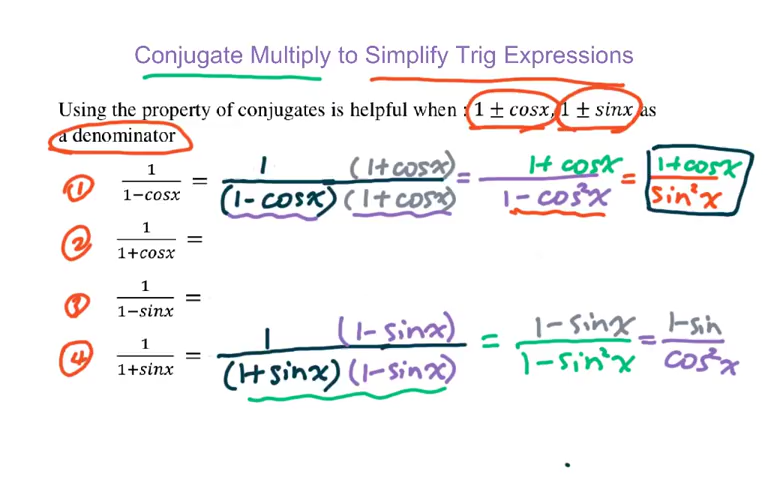 Conjugate Multiply to Simplify Trig Expressions
Using the property of conjugates is helpful when : 1 ± cosx, 1 ± sinx as
a denominator
① 1/(1−cosx) = 1 (1+cosx)/(1-cosx)(1+cosx) = 1+cosx/1-cos²x = 1+cosx/sin²x
② 1/(1+cosx) =
③ 1/(1−sinx) =
④ 1/(1+sinx) = 1 (1-sinx)/(1+sinx)(1-sinx) = 1-sinx/1-sin²x = 1-sin/cos²x